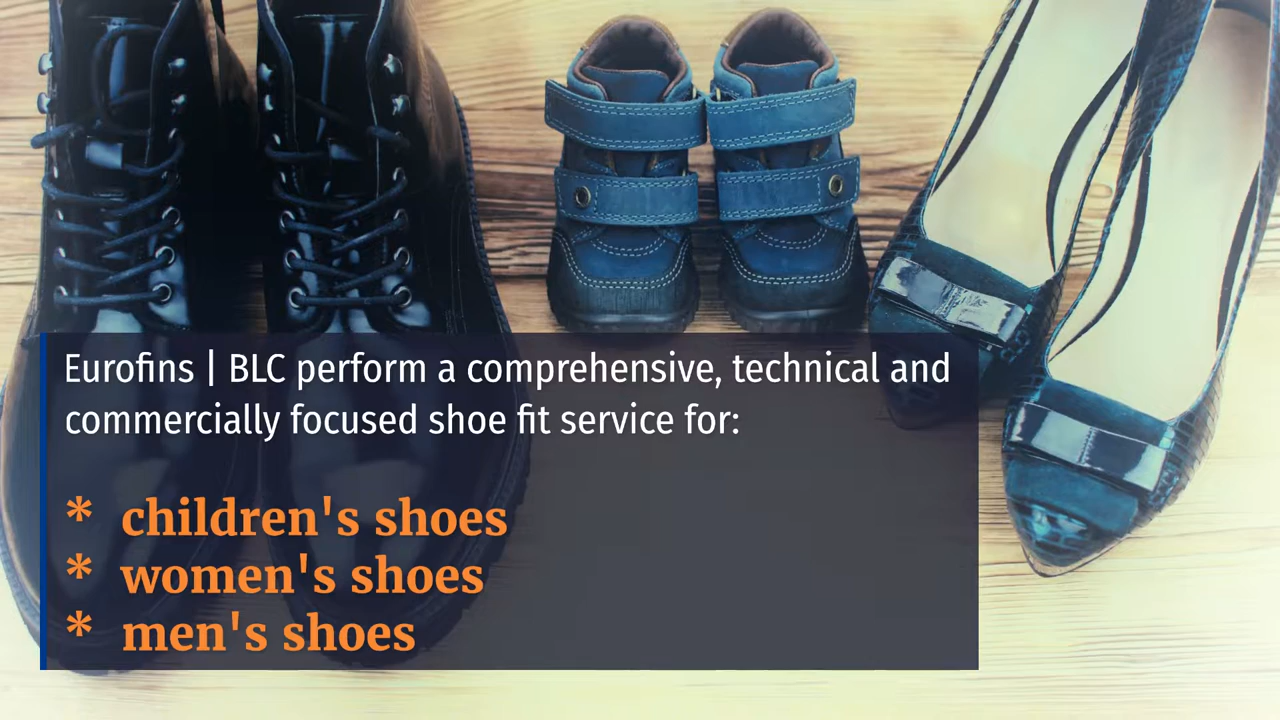 Eurofins | BLC perform a comprehensive, technical and
commercially focused shoe fit service for:
* children's shoes
* women's shoes
* men's shoes